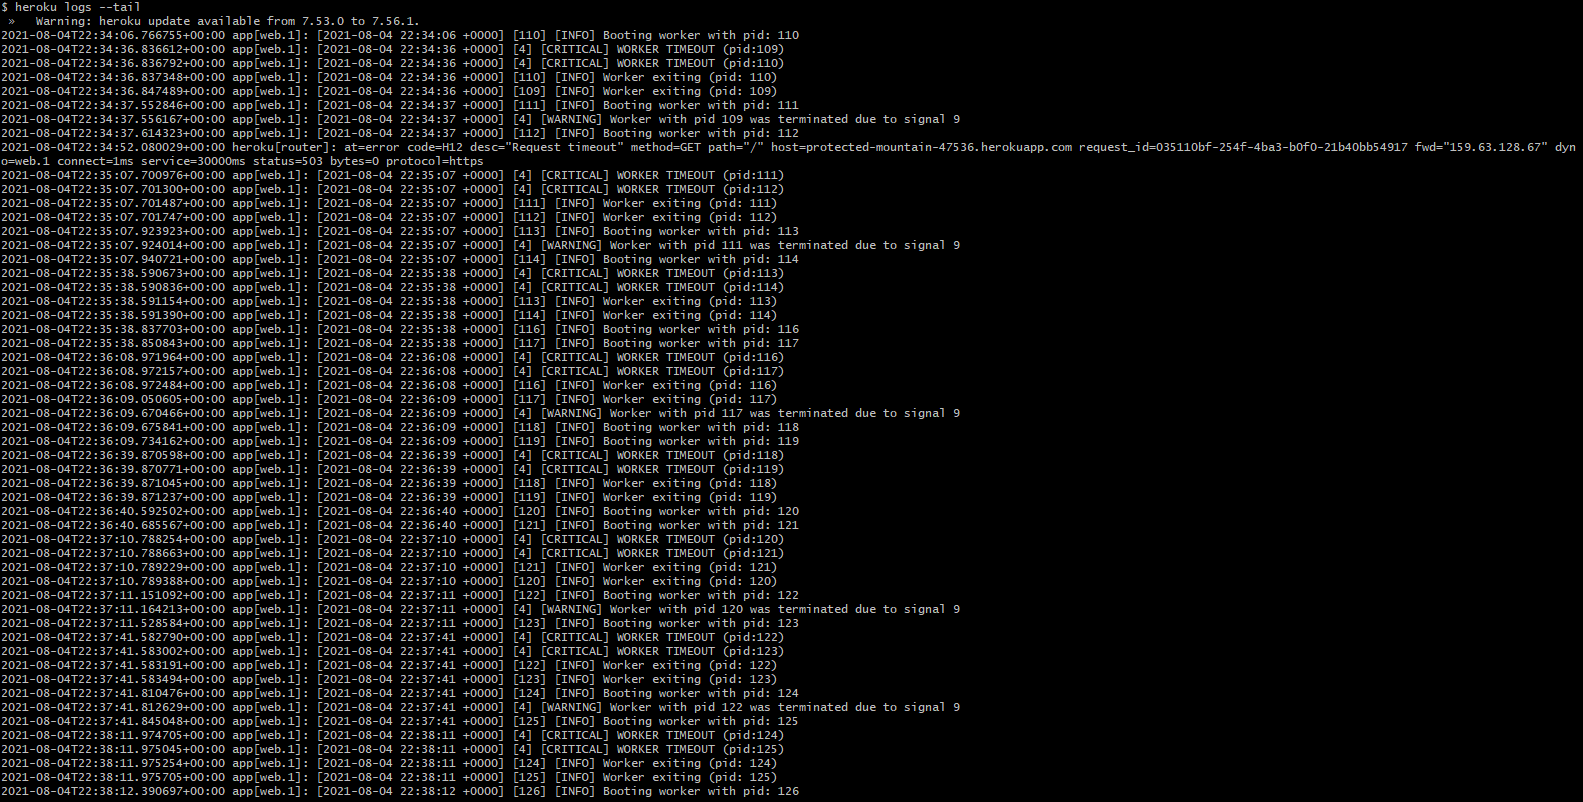 $ heroku logs --tail
» Warning: heroku update available from 7.53.0 to 7.56.1.
2021-08-04T22:34:06.766755+00:00 app[web.1]: [2021-08-04 22:34:06 +0000] [110] [INFO] Booting worker with pid: 110
2021-08-04T22:34:36.836612+00:00 app[web.1]: [2021-08-04 22:34:36 +0000] [4] [CRITICAL] WORKER TIMEOUT (pid:109)
2021-08-04T22:34:36.836792+00:00 app[web.1]: [2021-08-04 22:34:36 +0000] [4] [CRITICAL] WORKER TIMEOUT (pid:110)
2021-08-04T22:34:36.837348+00:00 app[web.1]: [2021-08-04 22:34:36 +0000] [110] [INFO] Worker exiting (pid: 110)
2021-08-04T22:34:36.847489+00:00 app[web.1]: [2021-08-04 22:34:36 +0000] [109] [INFO] Worker exiting (pid: 109)
2021-08-04T22:34:37.552846+00:00 app[web.1]: [2021-08-04 22:34:37 +0000] [111] [INFO] Booting worker with pid: 111
2021-08-04T22:34:37.556167+00:00 app[web.1]: [2021-08-04 22:34:37 +0000] [4] [WARNING] Worker with pid 109 was terminated due to signal 9
2021-08-04T22:34:37.614323+00:00 app[web.1]: [2021-08-04 22:34:37 +0000] [112] [INFO] Booting worker with pid: 112
2021-08-04T22:34:52.080029+00:00 heroku[router]: at=error code=H12 desc="Request timeout" method=GET path="/" host=protected-mountain-47536.herokuapp.com request_id=035110bf-254f-4ba3-b0f0-21b40bb54917 fwd="159.63.128.67" dyn
o=web.1 connect=1ms service=30000ms status=503 bytes=0 protocol=https
2021-08-04T22:35:07.700976+00:00 app[web.1]: [2021-08-04 22:35:07 +0000] [4] [CRITICAL] WORKER TIMEOUT (pid:111)
2021-08-04T22:35:07.701300+00:00 app[web.1]: [2021-08-04 22:35:07 +0000] [4] [CRITICAL] WORKER TIMEOUT (pid:112)
2021-08-04T22:35:07.701487+00:00 app[web.1]: [2021-08-04 22:35:07 +0000] [111] [INFO] Worker exiting (pid: 111)
2021-08-04T22:35:07.701747+00:00 app[web.1]: [2021-08-04 22:35:07 +0000] [112] [INFO] Worker exiting (pid: 112)
2021-08-04T22:35:07.923923+00:00 app[web.1]: [2021-08-04 22:35:07 +0000] [113] [INFO] Booting worker with pid: 113
2021-08-04T22:35:07.924014+00:00 app[web.1]: [2021-08-04 22:35:07 +0000] [4] [WARNING] Worker with pid 111 was terminated due to signal 9
2021-08-04T22:35:07.940721+00:00 app[web.1]: [2021-08-04 22:35:07 +0000] [114] [INFO] Booting worker with pid: 114
2021-08-04T22:35:38.590673+00:00 app[web.1]: [2021-08-04 22:35:38 +0000] [4] [CRITICAL] WORKER TIMEOUT (pid:113)
2021-08-04T22:35:38.590836+00:00 app[web.1]: [2021-08-04 22:35:38 +0000] [4] [CRITICAL] WORKER TIMEOUT (pid:114)
2021-08-04T22:35:38.591154+00:00 app[web.1]: [2021-08-04 22:35:38 +0000] [113] [INFO] Worker exiting (pid: 113)
2021-08-04T22:35:38.591390+00:00 app[web.1]: [2021-08-04 22:35:38 +0000] [114] [INFO] Worker exiting (pid: 114)
2021-08-04T22:35:38.837703+00:00 app[web.1]: [2021-08-04 22:35:38 +0000] [116] [INFO] Booting worker with pid: 116
2021-08-04T22:35:38.850843+00:00 app[web.1]: [2021-08-04 22:35:38 +0000] [117] [INFO] Booting worker with pid: 117
2021-08-04T22:36:08.971964+00:00 app[web.1]: [2021-08-04 22:36:08 +0000] [4] [CRITICAL] WORKER TIMEOUT (pid:116)
2021-08-04T22:36:08.972157+00:00 app[web.1]: [2021-08-04 22:36:08 +0000] [4] [CRITICAL] WORKER TIMEOUT (pid:117)
2021-08-04T22:36:08.972484+00:00 app[web.1]: [2021-08-04 22:36:08 +0000] [116] [INFO] Worker exiting (pid: 116)
2021-08-04T22:36:09.050605+00:00 app[web.1]: [2021-08-04 22:36:09 +0000] [117] [INFO] Worker exiting (pid: 117)
2021-08-04T22:36:09.670466+00:00 app[web.1]: [2021-08-04 22:36:09 +0000] [4] [WARNING] Worker with pid 117 was terminated due to signal 9
2021-08-04T22:36:09.675841+00:00 app[web.1]: [2021-08-04 22:36:09 +0000] [118] [INFO] Booting worker with pid: 118
2021-08-04T22:36:09.734162+00:00 app[web.1]: [2021-08-04 22:36:09 +0000] [119] [INFO] Booting worker with pid: 119
2021-08-04T22:36:39.870598+00:00 app[web.1]: [2021-08-04 22:36:39 +0000] [4] [CRITICAL] WORKER TIMEOUT (pid:118)
2021-08-04T22:36:39.870771+00:00 app[web.1]: [2021-08-04 22:36:39 +0000] [4] [CRITICAL] WORKER TIMEOUT (pid:119)
2021-08-04T22:36:39.871045+00:00 app[web.1]: [2021-08-04 22:36:39 +0000] [118] [INFO] Worker exiting (pid: 118)
2021-08-04T22:36:39.871237+00:00 app[web.1]: [2021-08-04 22:36:39 +0000] [119] [INFO] Worker exiting (pid: 119)
2021-08-04T22:36:40.592502+00:00 app[web.1]: [2021-08-04 22:36:40 +0000] [120] [INFO] Booting worker with pid: 120
2021-08-04T22:36:40.685567+00:00 app[web.1]: [2021-08-04 22:36:40 +0000] [121] [INFO] Booting worker with pid: 121
2021-08-04T22:37:10.788254+00:00 app[web.1]: [2021-08-04 22:37:10 +0000] [4] [CRITICAL] WORKER TIMEOUT (pid:120)
2021-08-04T22:37:10.788663+00:00 app[web.1]: [2021-08-04 22:37:10 +0000] [4] [CRITICAL] WORKER TIMEOUT (pid:121)
2021-08-04T22:37:10.789229+00:00 app[web.1]: [2021-08-04 22:37:10 +0000] [121] [INFO] Worker exiting (pid: 121)
2021-08-04T22:37:10.789388+00:00 app[web.1]: [2021-08-04 22:37:10 +0000] [120] [INFO] Worker exiting (pid: 120)
2021-08-04T22:37:11.151092+00:00 app[web.1]: [2021-08-04 22:37:11 +0000] [122] [INFO] Booting worker with pid: 122
2021-08-04T22:37:11.164213+00:00 app[web.1]: [2021-08-04 22:37:11 +0000] [4] [WARNING] Worker with pid 120 was terminated due to signal 9
2021-08-04T22:37:11.528584+00:00 app[web.1]: [2021-08-04 22:37:11 +0000] [123] [INFO] Booting worker with pid: 123
2021-08-04T22:37:41.582790+00:00 app[web.1]: [2021-08-04 22:37:41 +0000] [4] [CRITICAL] WORKER TIMEOUT (pid:122)
2021-08-04T22:37:41.583002+00:00 app[web.1]: [2021-08-04 22:37:41 +0000] [4] [CRITICAL] WORKER TIMEOUT (pid:123)
2021-08-04T22:37:41.583191+00:00 app[web.1]: [2021-08-04 22:37:41 +0000] [122] [INFO] Worker exiting (pid: 122)
2021-08-04T22:37:41.583494+00:00 app[web.1]: [2021-08-04 22:37:41 +0000] [123] [INFO] Worker exiting (pid: 123)
2021-08-04T22:37:41.810476+00:00 app[web.1]: [2021-08-04 22:37:41 +0000] [124] [INFO] Booting worker with pid: 124
2021-08-04T22:37:41.812629+00:00 app[web.1]: [2021-08-04 22:37:41 +0000] [4] [WARNING] Worker with pid 122 was terminated due to signal 9
2021-08-04T22:37:41.845048+00:00 app[web.1]: [2021-08-04 22:37:41 +0000] [125] [INFO] Booting worker with pid: 125
2021-08-04T22:38:11.974705+00:00 app[web.1]: [2021-08-04 22:38:11 +0000] [4] [CRITICAL] WORKER TIMEOUT (pid:124)
2021-08-04T22:38:11.975045+00:00 app[web.1]: [2021-08-04 22:38:11 +0000] [4] [CRITICAL] WORKER TIMEOUT (pid:125)
2021-08-04T22:38:11.975254+00:00 app[web.1]: [2021-08-04 22:38:11 +0000] [124] [INFO] Worker exiting (pid: 124)
2021-08-04T22:38:11.975705+00:00 app[web.1]: [2021-08-04 22:38:11 +0000] [125] [INFO] Worker exiting (pid: 125)
2021-08-04T22:38:12.390697+00:00 app[web.1]: [2021-08-04 22:38:12 +0000] [126] [INFO] Booting worker with pid: 126